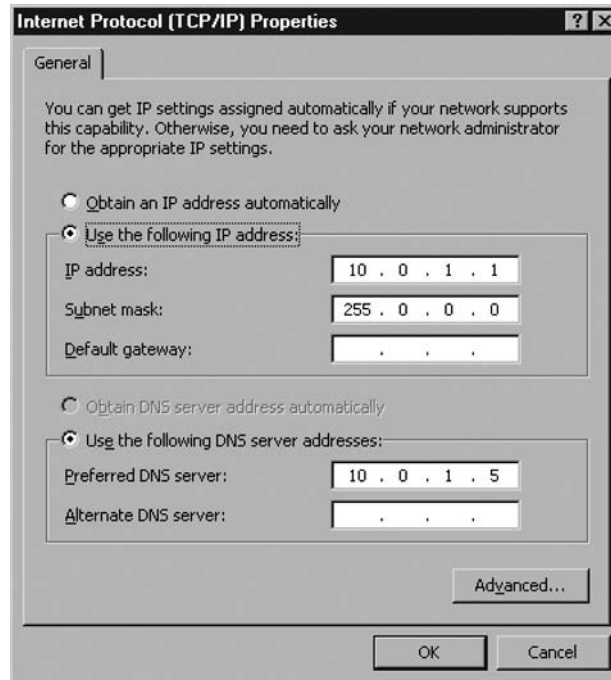 Internet Protocol (TCP/IP) Properties
General
You can get IP settings assigned automatically if your network supports
this capability. Otherwise, you need to ask your network administrator
for the appropriate IP settings.
Obtain an IP address automatically
Use the following IP address:
IP address: 10 . 0 . 1 . 1
Subnet mask: 255 . 0 . 0 . 0
Default gateway: . . .
Obtain DNS server address automatically
Use the following DNS server addresses:
Preferred DNS server: 10 . 0 . 1 . 5
Alternate DNS server: . . .
Advanced...
OK Cancel